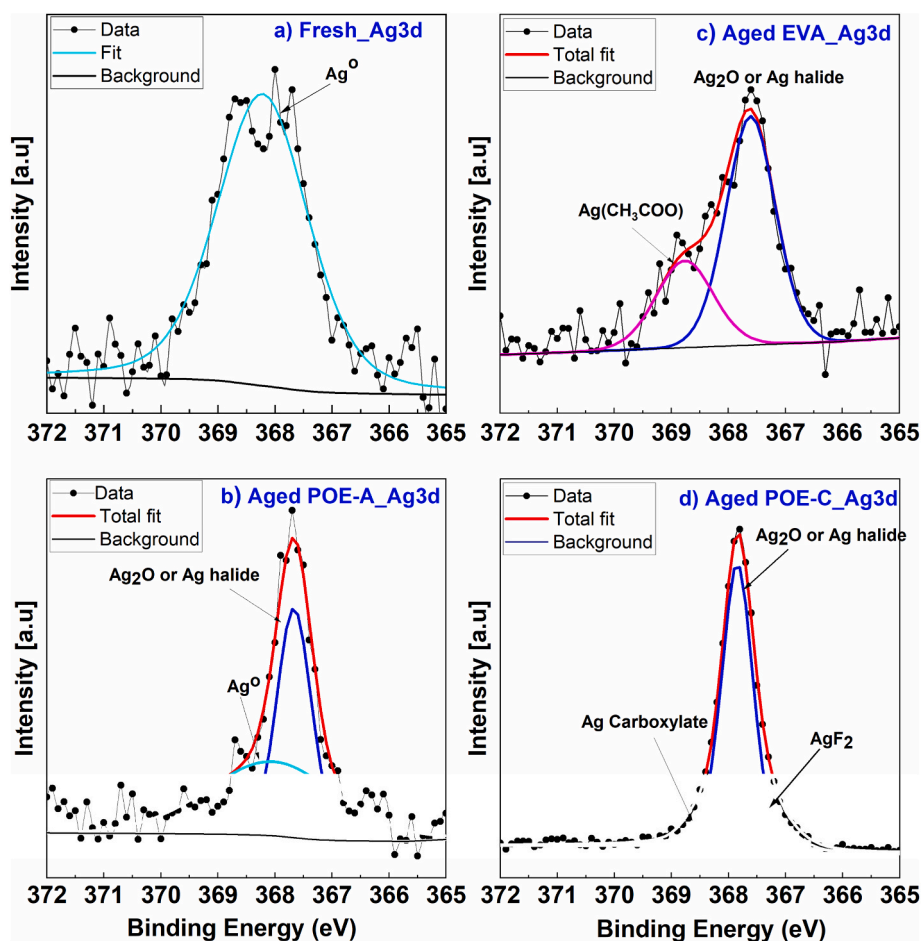 Data
Fit
Background
a) Fresh_Ag3d
Ag⁰
Intensity [a.u]
372 371 370 369 368 367 366 365
Data
Total fit
Background
c) Aged EVA_Ag3d
Ag₂O or Ag halide
Ag(CH₃COO)
Intensity [a.u]
372 371 370 369 368 367 366 365
Data
Total fit
Background
b) Aged POE-A_Ag3d
Ag₂O or Ag halide
Ag⁰
Intensity [a.u]
372 371 370 369 368 367 366 365
Binding Energy (eV)
Data
Total fit
Background
d) Aged POE-C_Ag3d
Ag₂O or Ag halide
Ag Carboxylate
AgF₂
Intensity [a.u]
372 371 370 369 368 367 366 365
Binding Energy (eV)